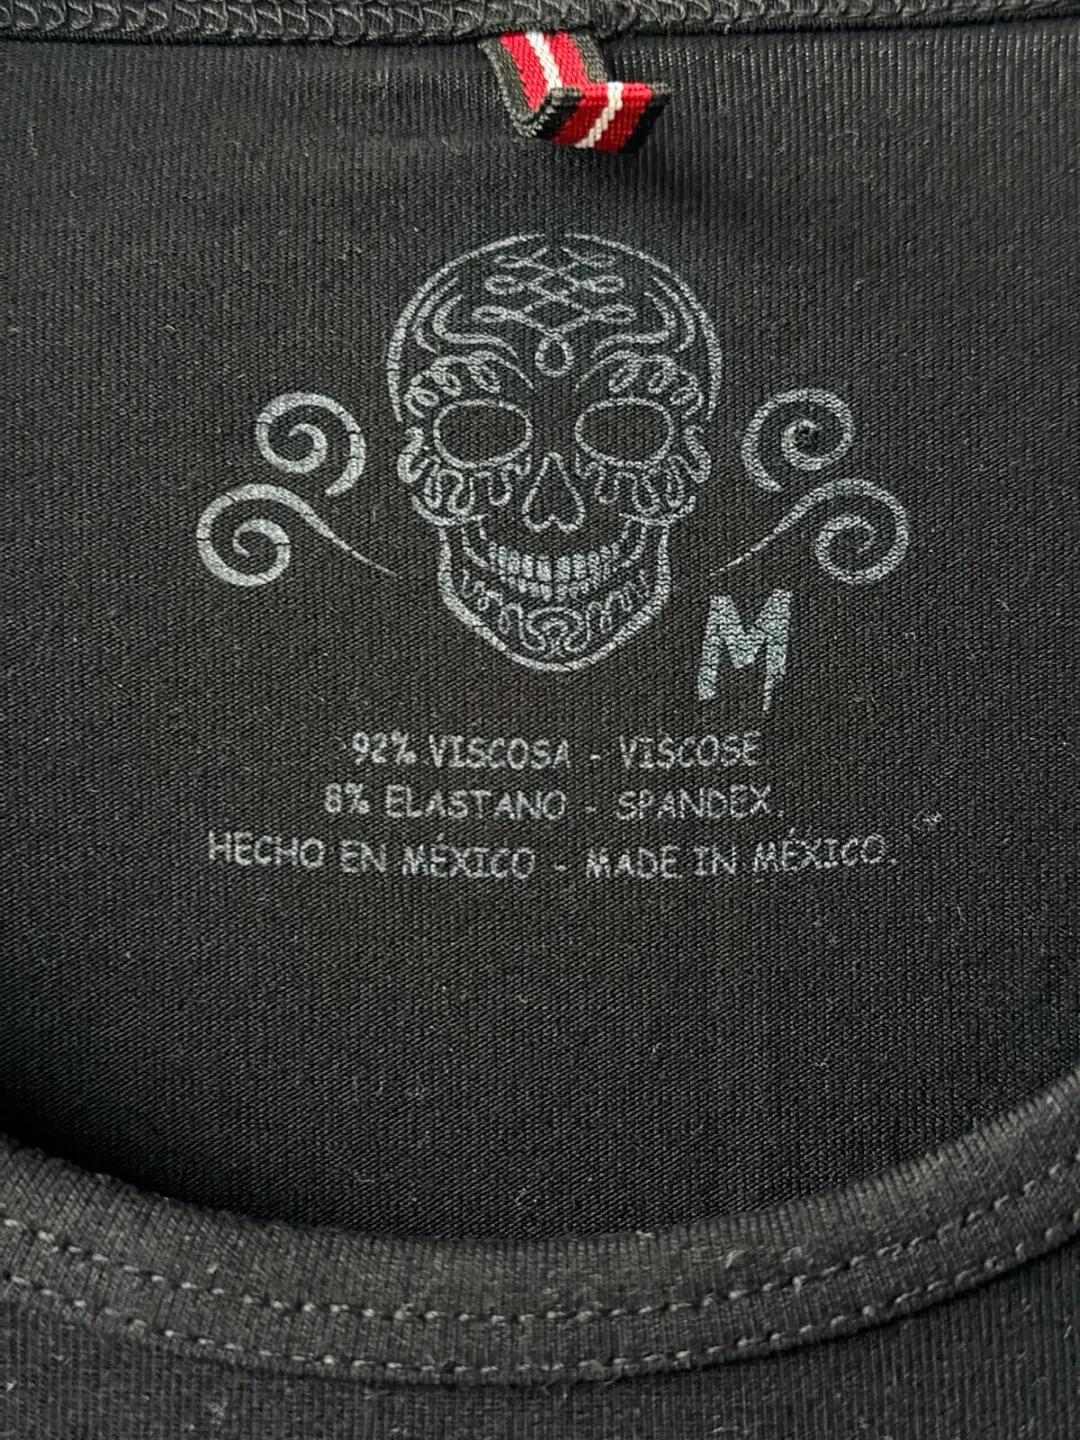 M
92% VISCOSA - VISCOSE
8% ELASTANO - SPANDEX.
HECHO EN MÉXICO - MADE IN MÉXICO.